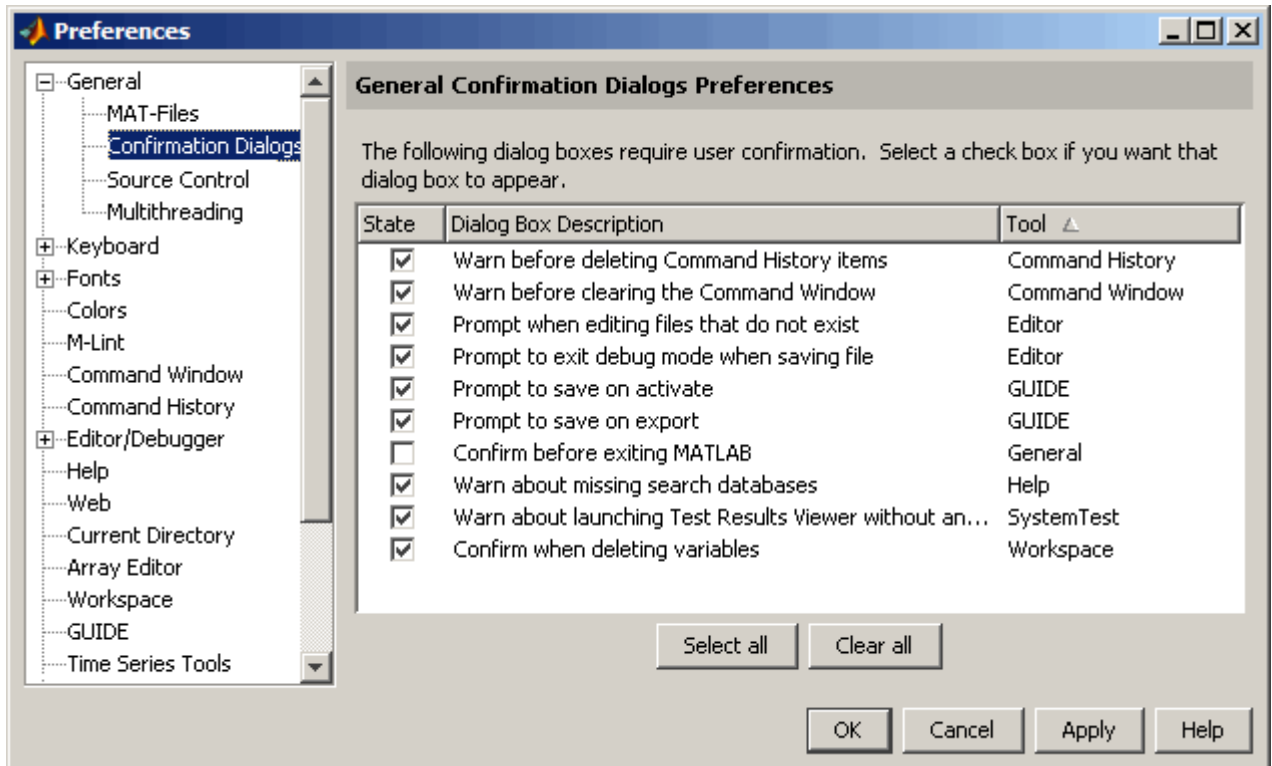 Preferences
General
MAT-Files
Confirmation Dialogs
Source Control
Multithreading
Keyboard
Fonts
Colors
M-Lint
Command Window
Command History
Editor/Debugger
Help
Web
Current Directory
Array Editor
Workspace
GUIDE
Time Series Tools
General Confirmation Dialogs Preferences
The following dialog boxes require user confirmation. Select a check box if you want that
dialog box to appear.
State Dialog Box Description Tool
Warn before deleting Command History items Command History
Warn before clearing the Command Window Command Window
Prompt when editing files that do not exist Editor
Prompt to exit debug mode when saving file Editor
Prompt to save on activate GUIDE
Prompt to save on export GUIDE
Confirm before exiting MATLAB General
Warn about missing search databases Help
Warn about launching Test Results Viewer without an... SystemTest
Confirm when deleting variables Workspace
Select all Clear all
OK Cancel Apply Help